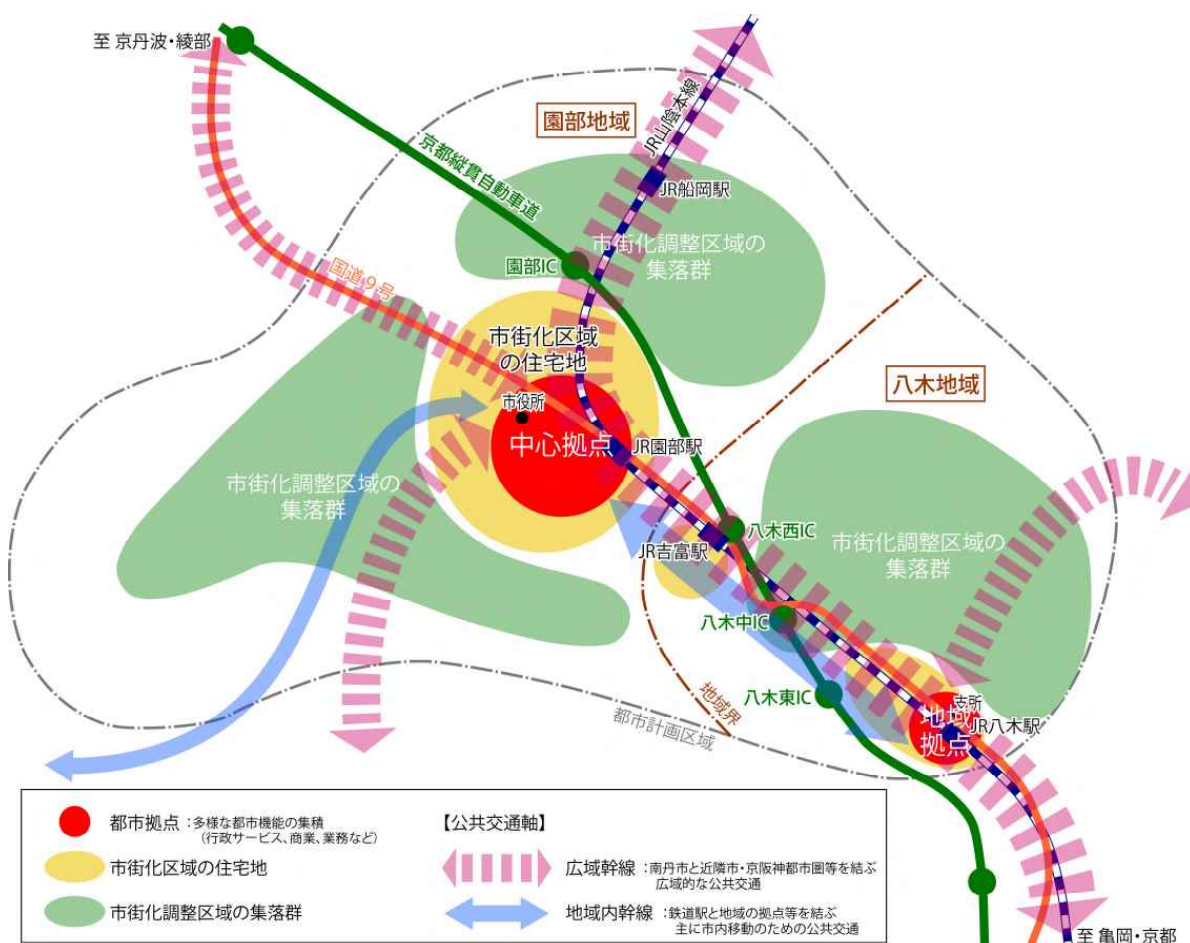 至 京丹波・綾部
園部地域
JR山陰本線
京都縦貫自動車道
JR船岡駅
市街化調整区域の
集落群
園部IC
国道9号
市街化区域
の住宅地
八木地域
市役所
中心拠点
JR園部駅
市街化調整区域の
集落群
八木西IC
JR吉富駅
市街化調整区域の
集落群
八木中IC
八木東IC
地域界
都市計画区域
支所
地域
拠点
JR八木駅
都市拠点:多様な都市機能の集積
(行政サービス、商業、業務など)
市街化区域の住宅地
市街化調整区域の集落群
【公共交通軸】
広域幹線:南丹市と近隣市・京阪神都市圏等を結ぶ
広域的な公共交通
地域内幹線:鉄道駅と地域の拠点等を結ぶ
主に市内移動のための公共交通
至 亀岡・京都